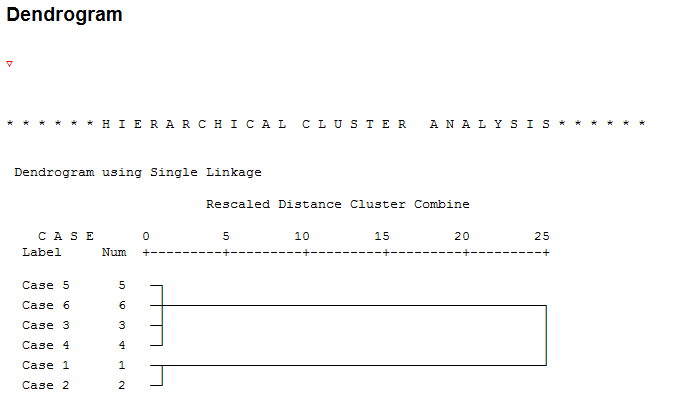 Dendrogram
* * * * * * H I E R A R C H I C A L  C L U S T E R   A N A L Y S I S * * * * * *
Dendrogram using Single Linkage
Rescaled Distance Cluster Combine
C A S E      0         5        10        15        20        25
Label     Num  +---------+---------+---------+---------+---------+
Case 5      5
Case 6      6
Case 3      3
Case 4      4
Case 1      1
Case 2      2